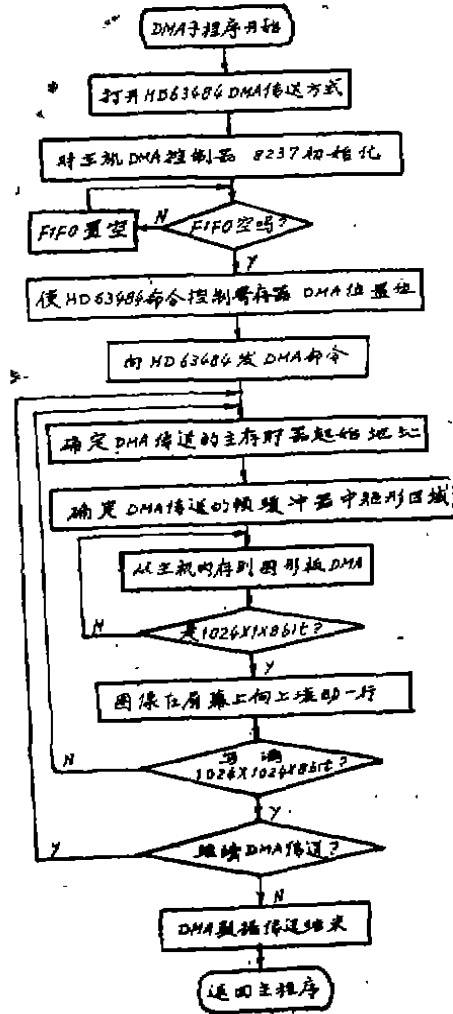 DMA子程序开始
打开HD63484DMA传送方式
对主机DMA控制器 8237初始化
FIFO置空
N
FIFO空吗?
Y
使HD63484命令控制寄存器DMA位置位
向HD63484发DMA命令
确定DMA传送的主存贮器起始地址
确定DMA传送的帧缓冲器中矩形区域
从主机内存到图形板DMA
N
是1024X1X8bit?
Y
图像在屏幕上向上滚动一行
N
写满
1024X1024X8bit?
Y
Y
继续DMA传送?
N
DMA数据传送结束
返回主程序